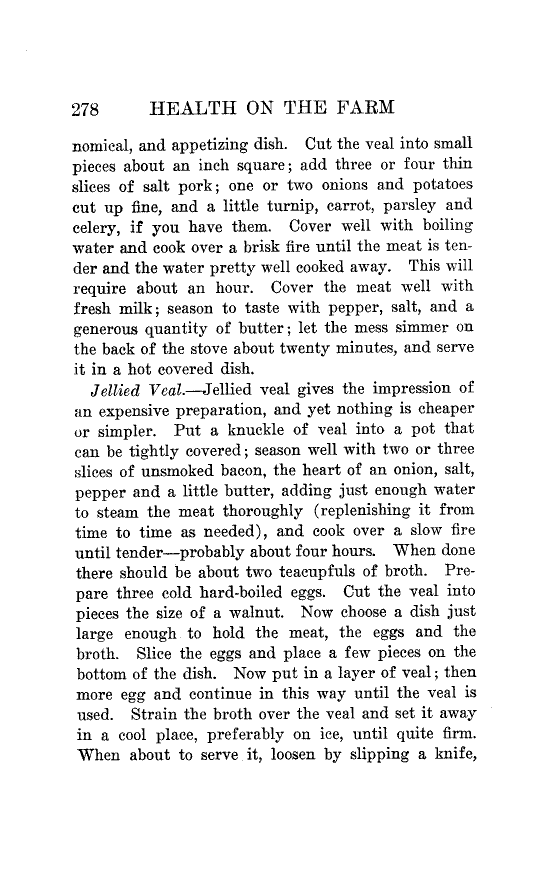 278 HEALTH ON THE FARM
nomical, and appetizing dish. Cut the veal into small
pieces about an inch square; add three or four thin
slices of salt pork; one or two onions and potatoes
cut up fine, and a little turnip, carrot, parsley and
celery, if you have them. Cover well with boiling
water and cook over a brisk fire until the meat is ten-
der and the water pretty well cooked away. This will
require about an hour. Cover the meat well with
fresh milk; season to taste with pepper, salt, and a
generous quantity of butter; let the mess simmer on
the back of the stove about twenty minutes, and serve
it in a hot covered dish.
Jellied Veal.—Jellied veal gives the impression of
an expensive preparation, and yet nothing is cheaper
or simpler. Put a knuckle of veal into a pot that
can be tightly covered; season well with two or three
slices of unsmoked bacon, the heart of an onion, salt,
pepper and a little butter, adding just enough water
to steam the meat thoroughly (replenishing it from
time to time as needed), and cook over a slow fire
until tender—probably about four hours. When done
there should be about two teacupfuls of broth. Pre-
pare three cold hard-boiled eggs. Cut the veal into
pieces the size of a walnut. Now choose a dish just
large enough to hold the meat, the eggs and the
broth. Slice the eggs and place a few pieces on the
bottom of the dish. Now put in a layer of veal; then
more egg and continue in this way until the veal is
used. Strain the broth over the veal and set it away
in a cool place, preferably on ice, until quite firm.
When about to serve it, loosen by slipping a knife,